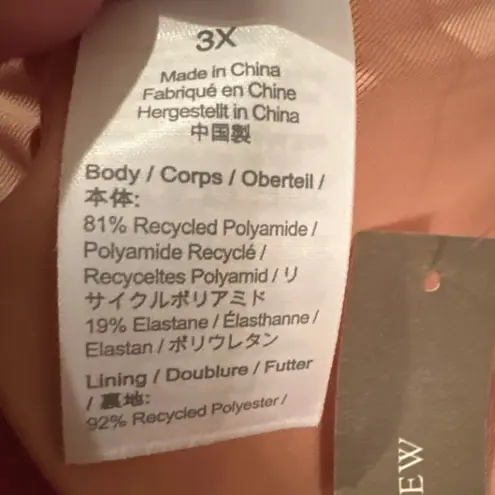 3X
Made in China
Fabriqué en Chine
Hergestellt in China
中国製
Body / Corps / Oberteil /
本体:
81% Recycled Polyamide /
Polyamide Recyclé /
Recyceltes Polyamid / リ
サイクルポリアミド
19% Elastane / Élasthanne /
Elastan / ポリウレタン
Lining / Doublure / Futter
/ 裏地:
92% Recycled Polyester /
EW